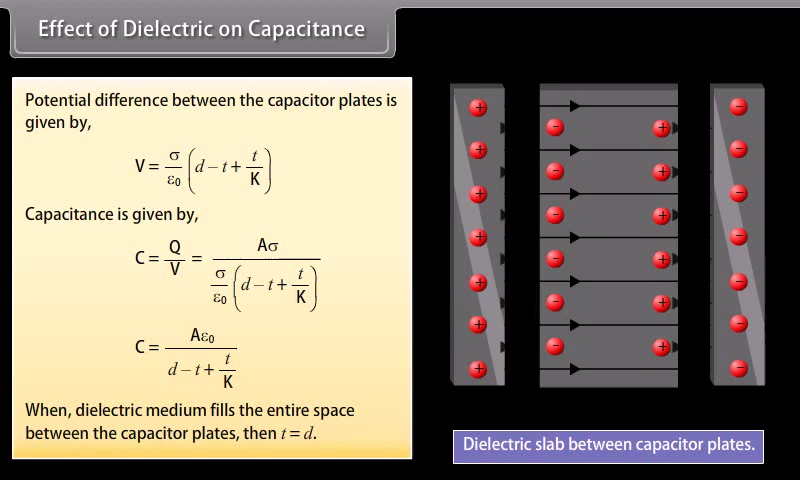 Effect of Dielectric on Capacitance
Potential difference between the capacitor plates is
given by,
V = σ/ε₀ (d − t + t/K)
Capacitance is given by,
C = Q/V = Aσ / (σ/ε₀ (d − t + t/K))
C = Aε₀ / (d − t + t/K)
When, dielectric medium fills the entire space
between the capacitor plates, then t = d.
Dielectric slab between capacitor plates.